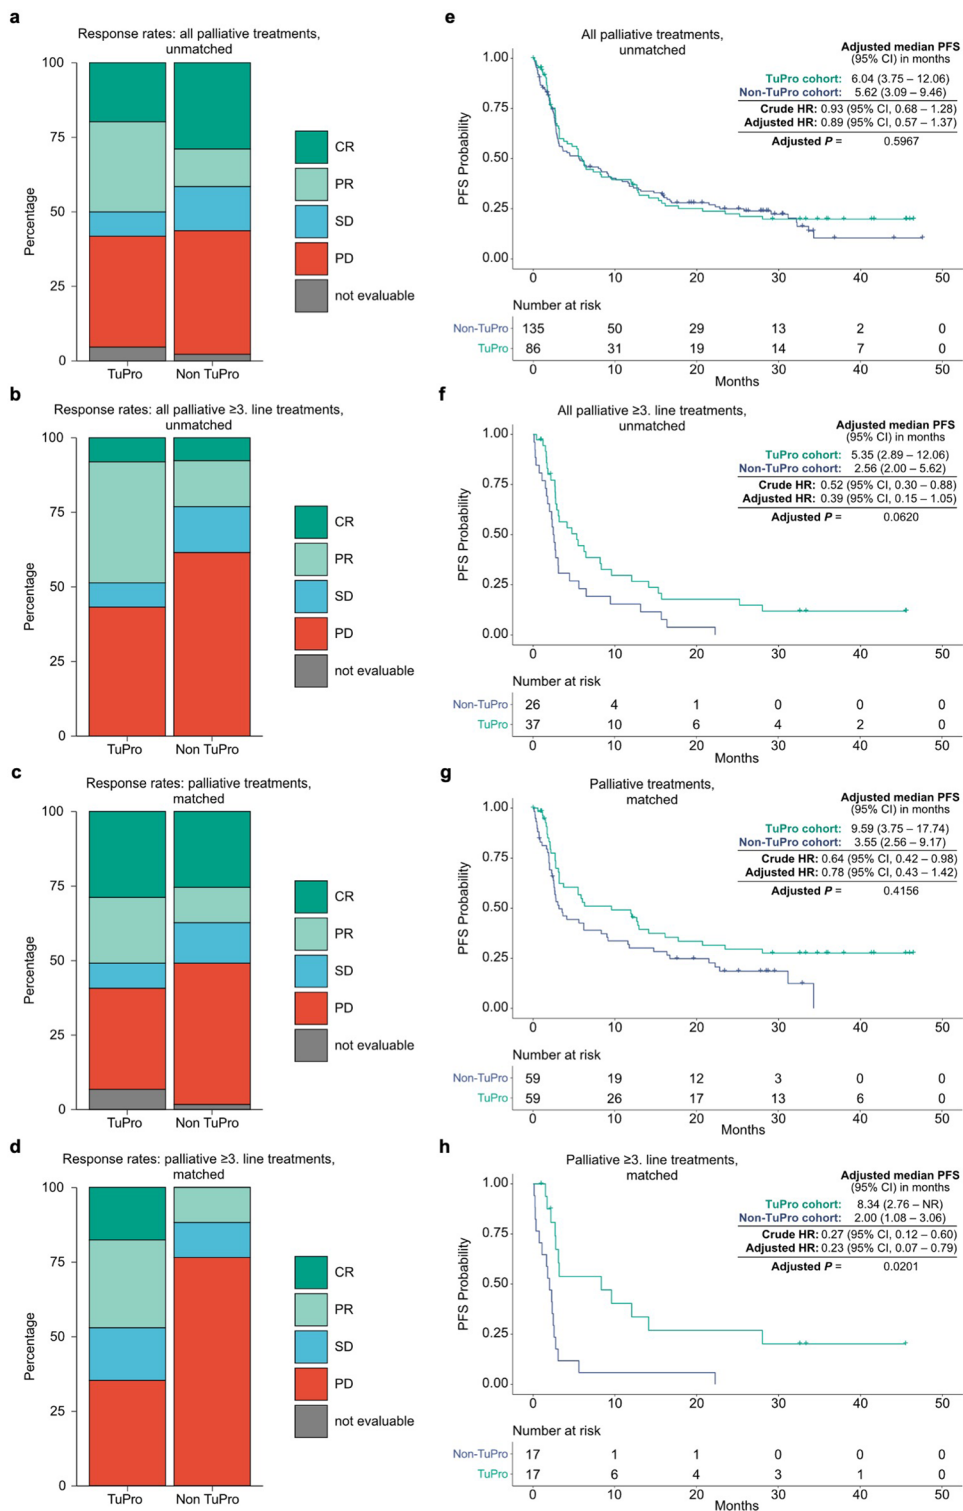 a
Response rates: all palliative treatments,
unmatched
Percentage
100
75
50
25
0
TuPro
Non TuPro
CR
PR
SD
PD
not evaluable
e
All palliative treatments,
unmatched
Adjusted median PFS
(95% CI) in months
TuPro cohort: 6.04 (3.75 – 12.06)
Non-TuPro cohort: 5.62 (3.09 – 9.46)
Crude HR: 0.93 (95% CI, 0.68 – 1.28)
Adjusted HR: 0.89 (95% CI, 0.57 – 1.37)
Adjusted P = 0.5967
PFS Probability
1.00
0.75
0.50
0.25
0.00
0 10 20 30 40 50
Number at risk
Non-TuPro 135 50 29 13 2 0
TuPro 86 31 19 14 7 0
0 10 20 30 40 50
Months
b
Response rates: all palliative ≥3. line treatments,
unmatched
Percentage
100
75
50
25
0
TuPro
Non TuPro
CR
PR
SD
PD
not evaluable
f
All palliative ≥3. line treatments,
unmatched
Adjusted median PFS
(95% CI) in months
TuPro cohort: 5.35 (2.89 – 12.06)
Non-TuPro cohort: 2.56 (2.00 – 5.62)
Crude HR: 0.52 (95% CI, 0.30 – 0.88)
Adjusted HR: 0.39 (95% CI, 0.15 – 1.05)
Adjusted P = 0.0620
PFS Probability
1.00
0.75
0.50
0.25
0.00
0 10 20 30 40 50
Number at risk
Non-TuPro 26 4 1 0 0 0
TuPro 37 10 6 4 2 0
0 10 20 30 40 50
Months
c
Response rates: palliative treatments,
matched
Percentage
100
75
50
25
0
TuPro
Non TuPro
CR
PR
SD
PD
not evaluable
g
Palliative treatments,
matched
Adjusted median PFS
(95% CI) in months
TuPro cohort: 9.59 (3.75 – 17.74)
Non-TuPro cohort: 3.55 (2.56 – 9.17)
Crude HR: 0.64 (95% CI, 0.42 – 0.98)
Adjusted HR: 0.78 (95% CI, 0.43 – 1.42)
Adjusted P = 0.4156
PFS Probability
1.00
0.75
0.50
0.25
0.00
0 10 20 30 40 50
Number at risk
Non-TuPro 59 19 12 3 0 0
TuPro 59 26 17 13 6 0
0 10 20 30 40 50
Months
d
Response rates: palliative ≥3. line treatments,
matched
Percentage
100
75
50
25
0
TuPro
Non TuPro
CR
PR
SD
PD
not evaluable
h
Palliative ≥3. line treatments,
matched
Adjusted median PFS
(95% CI) in months
TuPro cohort: 8.34 (2.76 – NR)
Non-TuPro cohort: 2.00 (1.08 – 3.06)
Crude HR: 0.27 (95% CI, 0.12 – 0.60)
Adjusted HR: 0.23 (95% CI, 0.07 – 0.79)
Adjusted P = 0.0201
PFS Probability
1.00
0.75
0.50
0.25
0.00
0 10 20 30 40 50
Number at risk
Non-TuPro 17 1 1 0 0 0
TuPro 17 6 4 3 1 0
0 10 20 30 40 50
Months